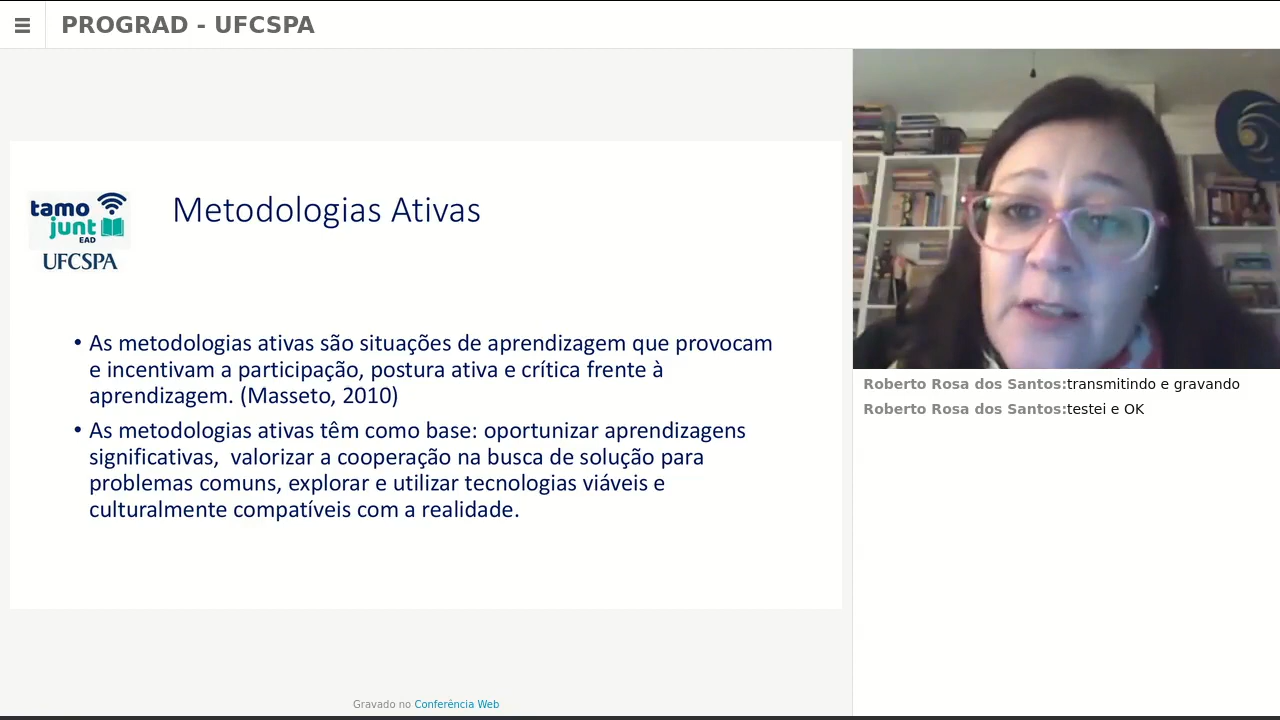 PROGRAD - UFCSPA
tamo
junt
EAD
UFCSPA
Metodologias Ativas
• As metodologias ativas são situações de aprendizagem que provocam
e incentivam a participação, postura ativa e crítica frente à
aprendizagem. (Masseto, 2010)
• As metodologias ativas têm como base: oportunizar aprendizagens
significativas,  valorizar a cooperação na busca de solução para
problemas comuns, explorar e utilizar tecnologias viáveis e
culturalmente compatíveis com a realidade.
Roberto Rosa dos Santos:transmitindo e gravando
Roberto Rosa dos Santos:testei e OK
Gravado no Conferência Web